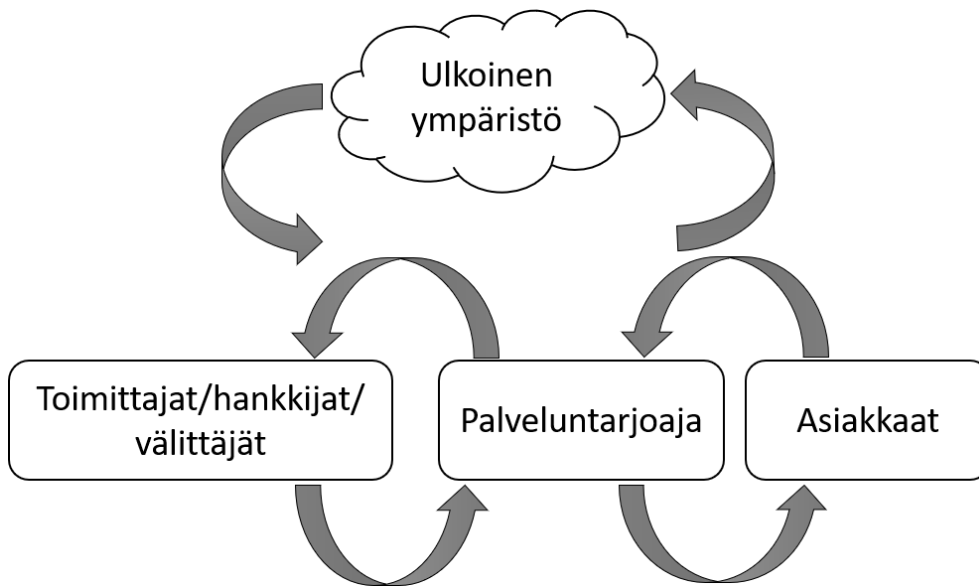 Ulkoinen
ympäristö
Toimittajat/hankkijat/
välittäjät
Palveluntarjoaja
Asiakkaat